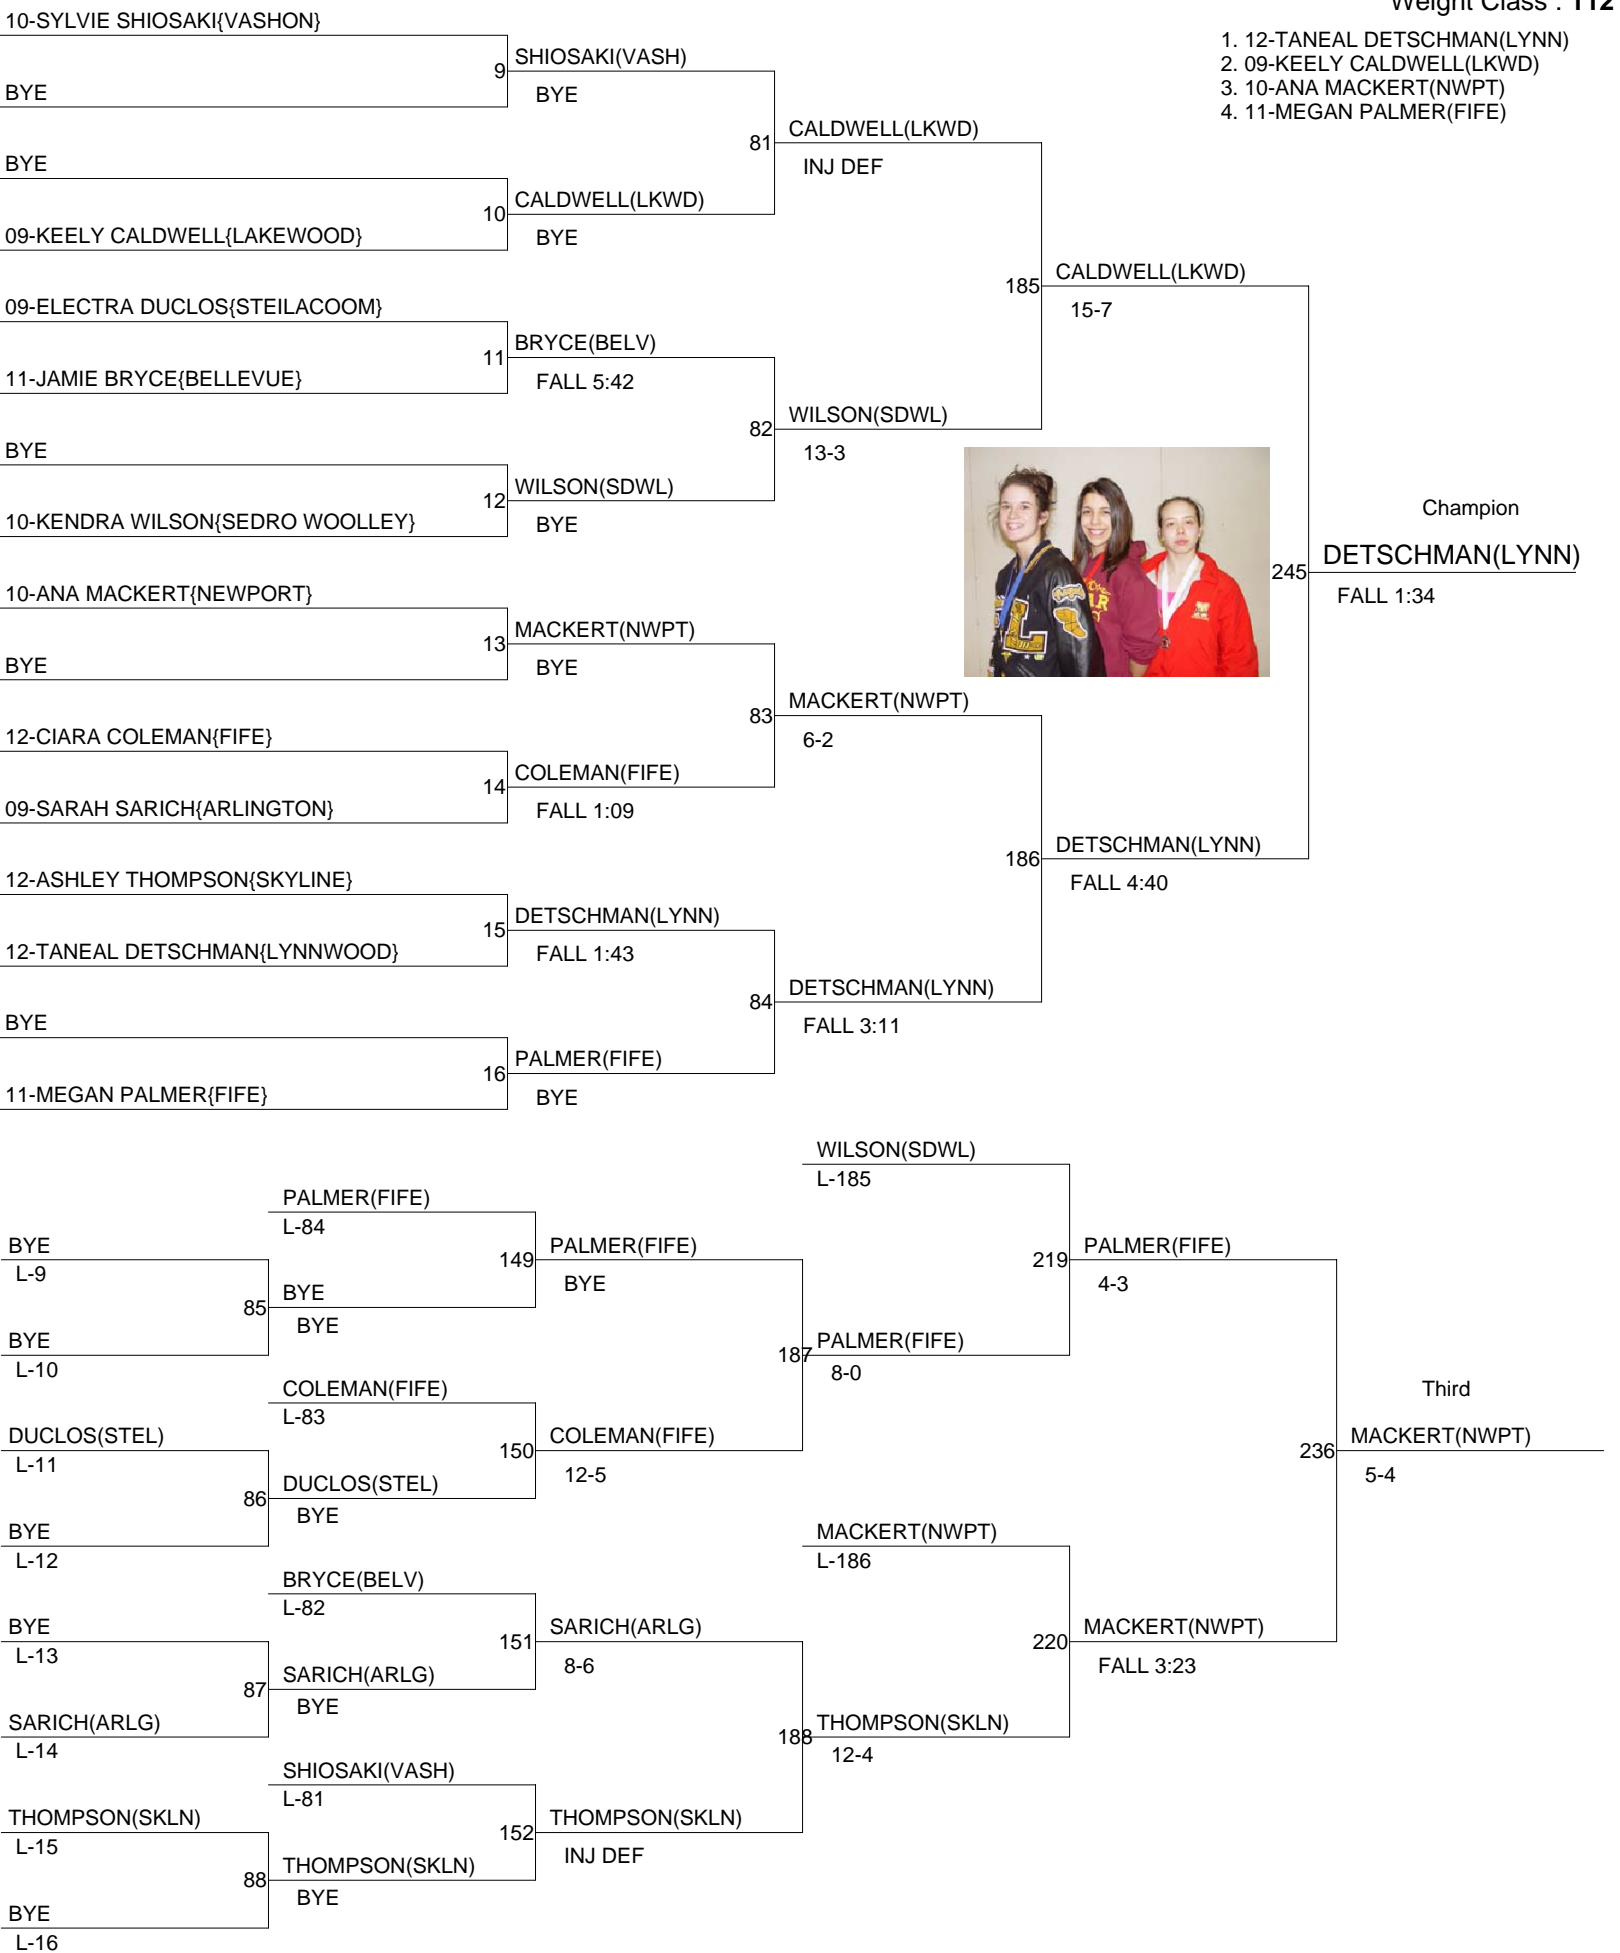 Weight Class : 112
1. 12-TANEAL DETSCHMAN(LYNN)
2. 09-KEELY CALDWELL(LKWD)
3. 10-ANA MACKERT(NWPT)
4. 11-MEGAN PALMER(FIFE)
10-SYLVIE SHIOSAKI{VASHON}
BYE
BYE
09-KEELY CALDWELL{LAKEWOOD}
09-ELECTRA DUCLOS{STEILACOOM}
11-JAMIE BRYCE{BELLEVUE}
BYE
10-KENDRA WILSON{SEDRO WOOLLEY}
10-ANA MACKERT{NEWPORT}
BYE
12-CIARA COLEMAN{FIFE}
09-SARAH SARICH{ARLINGTON}
12-ASHLEY THOMPSON{SKYLINE}
12-TANEAL DETSCHMAN{LYNNWOOD}
BYE
11-MEGAN PALMER{FIFE}
9 SHIOSAKI(VASH)
BYE
10 CALDWELL(LKWD)
BYE
11 BRYCE(BELV)
FALL 5:42
12 WILSON(SDWL)
BYE
13 MACKERT(NWPT)
BYE
14 COLEMAN(FIFE)
FALL 1:09
15 DETSCHMAN(LYNN)
FALL 1:43
16 PALMER(FIFE)
BYE
81 CALDWELL(LKWD)
INJ DEF
82 WILSON(SDWL)
13-3
83 MACKERT(NWPT)
6-2
84 DETSCHMAN(LYNN)
FALL 3:11
185 CALDWELL(LKWD)
15-7
186 DETSCHMAN(LYNN)
FALL 4:40
Champion
245 DETSCHMAN(LYNN)
FALL 1:34
L
BYE
L-9
BYE
L-10
DUCLOS(STEL)
L-11
BYE
L-12
BYE
L-13
SARICH(ARLG)
L-14
THOMPSON(SKLN)
L-15
BYE
L-16
PALMER(FIFE)
L-84
85 BYE
BYE
COLEMAN(FIFE)
L-83
86 DUCLOS(STEL)
BYE
BRYCE(BELV)
L-82
87 SARICH(ARLG)
BYE
SHIOSAKI(VASH)
L-81
88 THOMPSON(SKLN)
BYE
149 PALMER(FIFE)
BYE
150 COLEMAN(FIFE)
12-5
151 SARICH(ARLG)
8-6
152 THOMPSON(SKLN)
INJ DEF
WILSON(SDWL)
L-185
187 PALMER(FIFE)
8-0
MACKERT(NWPT)
L-186
188 THOMPSON(SKLN)
12-4
219 PALMER(FIFE)
4-3
220 MACKERT(NWPT)
FALL 3:23
Third
236 MACKERT(NWPT)
5-4